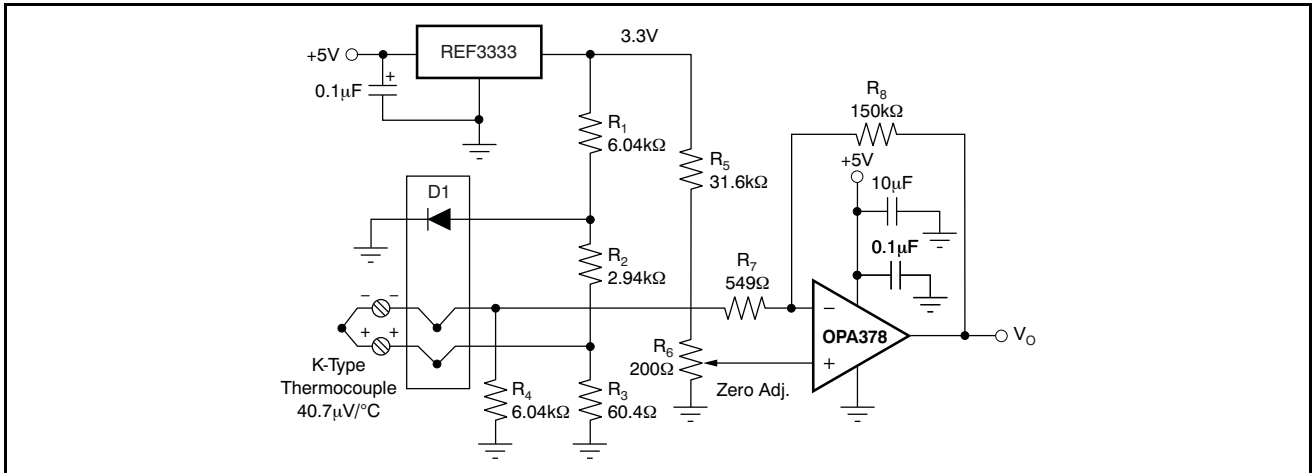 +5V
REF3333
3.3V
+
0.1μF
R1
6.04kΩ
R5
31.6kΩ
R8
150kΩ
+5V
10μF
0.1μF
D1
R2
2.94kΩ
R7
549Ω
− −
+ +
K-Type
Thermocouple
40.7μV/°C
R4
6.04kΩ
R3
60.4Ω
R6
200Ω
Zero Adj.
−
OPA378
+
VO